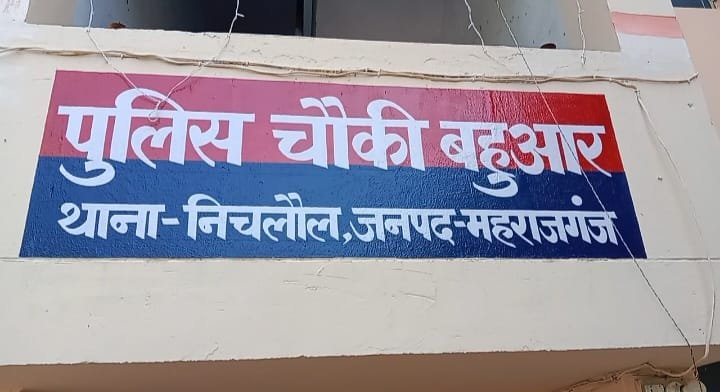 पुलिस चौकी बहुआर
थाना-निचलौल,जनपद-महराजगंज